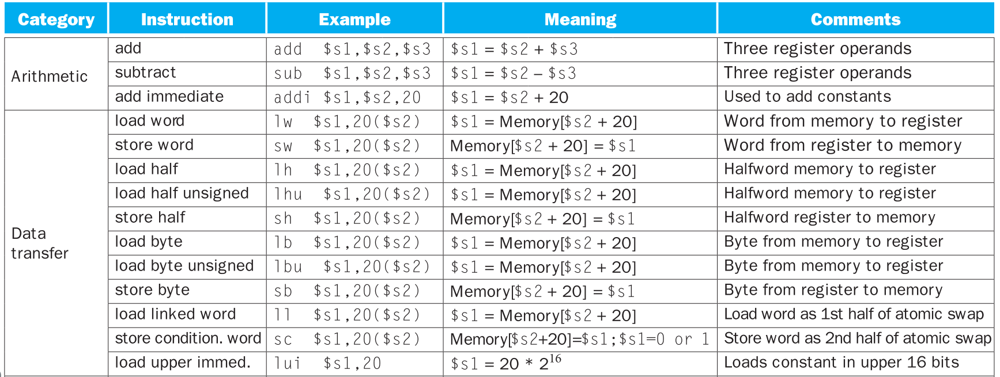 Category Instruction Example Meaning Comments
Arithmetic
add add $s1,$s2,$s3 $s1 = $s2 + $s3 Three register operands
subtract sub $s1,$s2,$s3 $s1 = $s2 – $s3 Three register operands
add immediate addi $s1,$s2,20 $s1 = $s2 + 20 Used to add constants
Data
transfer
load word lw $s1,20($s2) $s1 = Memory[$s2 + 20] Word from memory to register
store word sw $s1,20($s2) Memory[$s2 + 20] = $s1 Word from register to memory
load half lh $s1,20($s2) $s1 = Memory[$s2 + 20] Halfword memory to register
load half unsigned lhu $s1,20($s2) $s1 = Memory[$s2 + 20] Halfword memory to register
store half sh $s1,20($s2) Memory[$s2 + 20] = $s1 Halfword register to memory
load byte lb $s1,20($s2) $s1 = Memory[$s2 + 20] Byte from memory to register
load byte unsigned lbu $s1,20($s2) $s1 = Memory[$s2 + 20] Byte from memory to register
store byte sb $s1,20($s2) Memory[$s2 + 20] = $s1 Byte from register to memory
load linked word ll $s1,20($s2) $s1 = Memory[$s2 + 20] Load word as 1st half of atomic swap
store condition. word sc $s1,20($s2) Memory[$s2+20]=$s1;$s1=0 or 1 Store word as 2nd half of atomic swap
load upper immed. lui $s1,20 $s1 = 20 * 2¹⁶ Loads constant in upper 16 bits